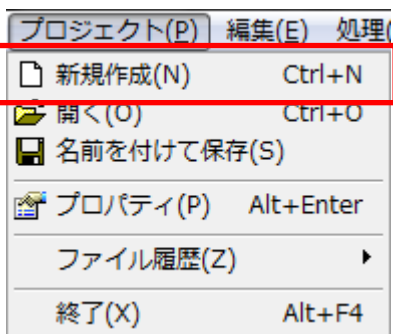 プロジェクト(P) 編集(E) 処理(
新規作成(N) Ctrl+N
開く(O) Ctrl+O
名前を付けて保存(S)
プロパティ(P) Alt+Enter
ファイル履歴(Z)
終了(X) Alt+F4